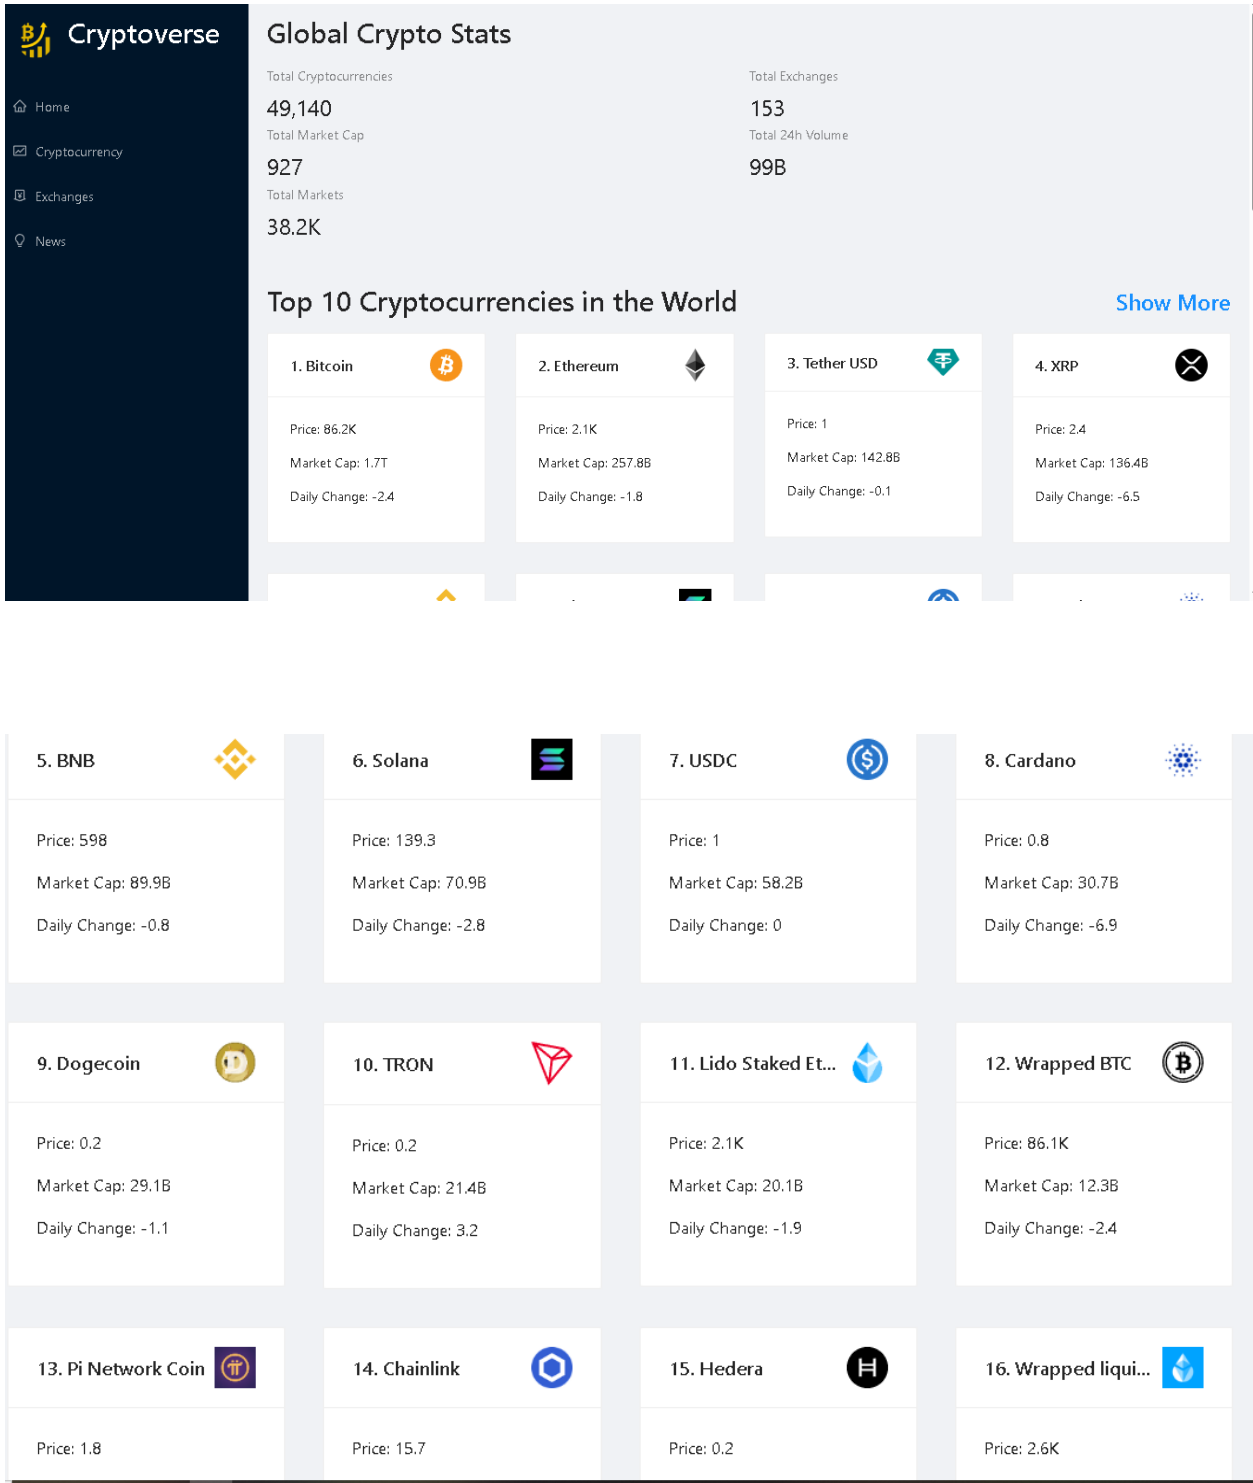 Cryptoverse
Home
Cryptocurrency
Exchanges
News
Global Crypto Stats
Total Cryptocurrencies
49,140
Total Exchanges
153
Total Market Cap
927
Total 24h Volume
99B
Total Markets
38.2K
Top 10 Cryptocurrencies in the World
Show More
1. Bitcoin
Price: 86.2K
Market Cap: 1.7T
Daily Change: -2.4
2. Ethereum
Price: 2.1K
Market Cap: 257.8B
Daily Change: -1.8
3. Tether USD
Price: 1
Market Cap: 142.8B
Daily Change: -0.1
4. XRP
Price: 2.4
Market Cap: 136.4B
Daily Change: -6.5
5. BNB
Price: 598
Market Cap: 89.9B
Daily Change: -0.8
6. Solana
Price: 139.3
Market Cap: 70.9B
Daily Change: -2.8
7. USDC
Price: 1
Market Cap: 58.2B
Daily Change: 0
8. Cardano
Price: 0.8
Market Cap: 30.7B
Daily Change: -6.9
9. Dogecoin
Price: 0.2
Market Cap: 29.1B
Daily Change: -1.1
10. TRON
Price: 0.2
Market Cap: 21.4B
Daily Change: 3.2
11. Lido Staked Et...
Price: 2.1K
Market Cap: 20.1B
Daily Change: -1.9
12. Wrapped BTC
Price: 86.1K
Market Cap: 12.3B
Daily Change: -2.4
13. Pi Network Coin
Price: 1.8
14. Chainlink
Price: 15.7
15. Hedera
Price: 0.2
16. Wrapped liqui...
Price: 2.6K